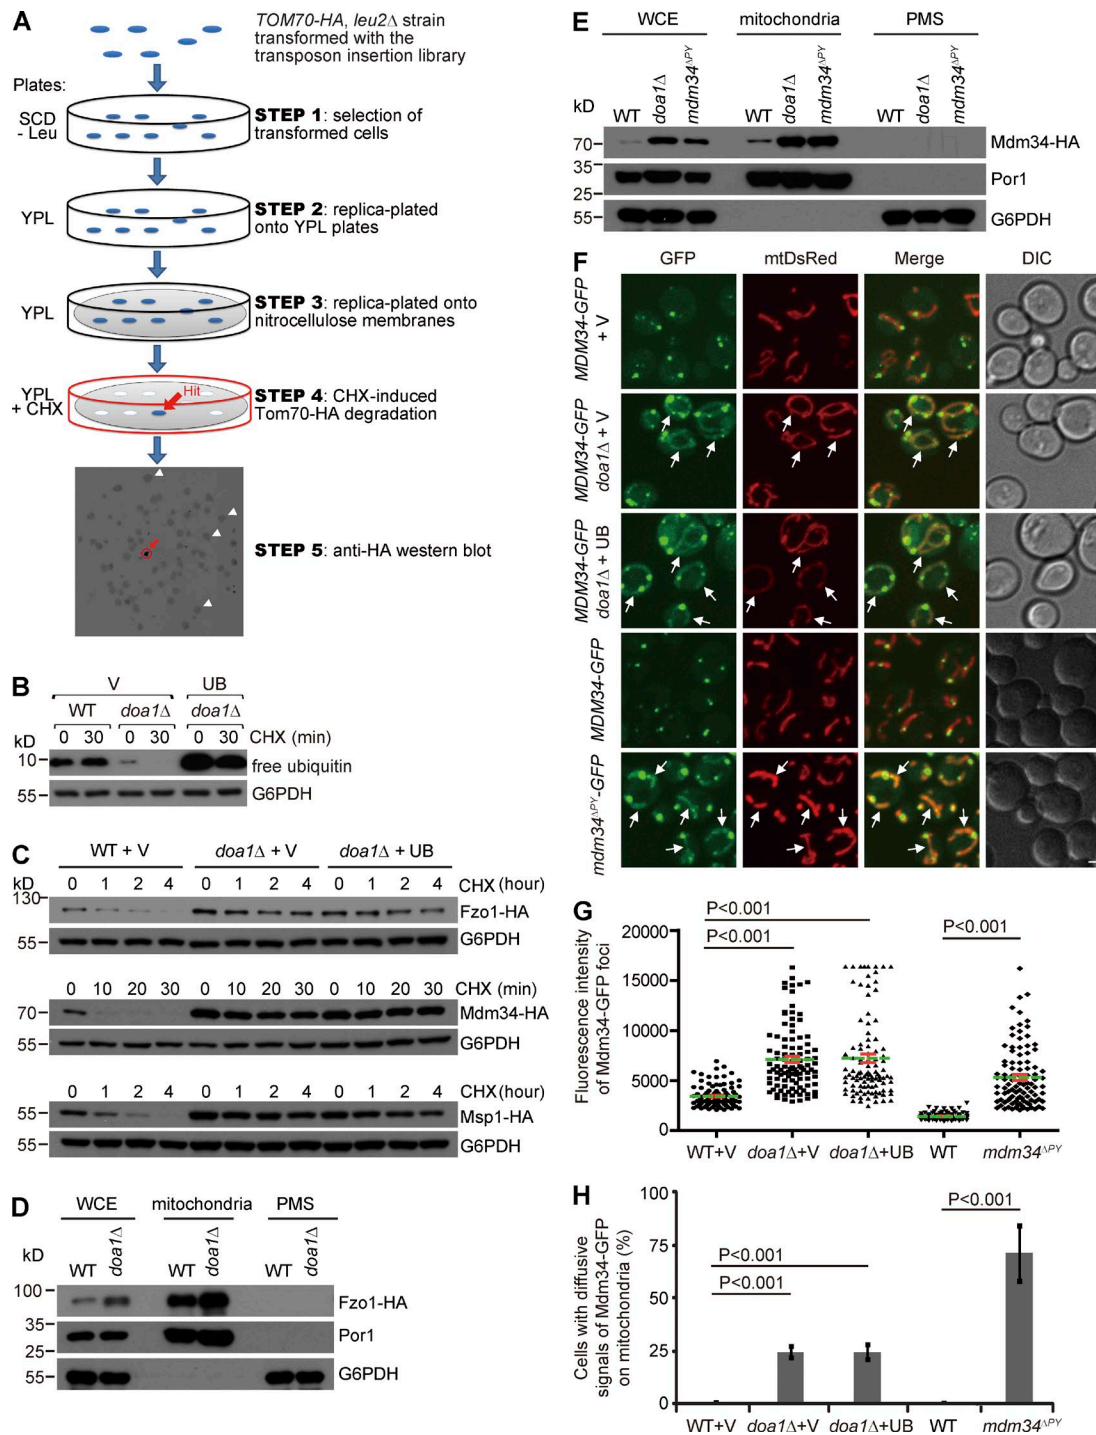 A
TOM70-HA, leu2Δ strain
transformed with the
transposon insertion library
Plates:
SCD
- Leu
STEP 1: selection of
transformed cells
YPL
STEP 2: replica-plated
onto YPL plates
YPL
STEP 3: replica-plated onto
nitrocellulose membranes
YPL
+ CHX
Hit
STEP 4: CHX-induced
Tom70-HA degradation
STEP 5: anti-HA western blot
B
V UB
WT doa1Δ doa1Δ
kD 0 30 0 30 0 30 CHX (min)
10 free ubiquitin
55 G6PDH
C
WT + V doa1Δ + V doa1Δ + UB
kD 0 1 2 4 0 1 2 4 0 1 2 4 CHX (hour)
130
Fzo1-HA
55 G6PDH
0 10 20 30 0 10 20 30 0 10 20 30 CHX (min)
70 Mdm34-HA
55 G6PDH
0 1 2 4 0 1 2 4 0 1 2 4 CHX (hour)
55 Msp1-HA
55 G6PDH
D
WCE mitochondria PMS
kD WT doa1Δ WT doa1Δ WT doa1Δ
100
Fzo1-HA
35
Por1
25
55 G6PDH
E
WCE mitochondria PMS
kD WT doa1Δ mdm34ΔPY WT doa1Δ mdm34ΔPY WT doa1Δ mdm34ΔPY
70 Mdm34-HA
35
Por1
25
55 G6PDH
F
GFP mtDsRed Merge DIC
MDM34-GFP
+ V
MDM34-GFP
doa1Δ + V
MDM34-GFP
doa1Δ + UB
MDM34-GFP
mdm34ΔPY-GFP
G
P<0.001
P<0.001
P<0.001
Fluorescence intensity
of Mdm34-GFP foci
20000
15000
10000
5000
0
WT+V doa1Δ+V doa1Δ+UB WT mdm34ΔPY
H
P<0.001
P<0.001
P<0.001
Cells with diffusive
signals of Mdm34-GFP
on mitochondria (%)
100
75
50
25
0
WT+V doa1Δ+V doa1Δ+UB WT mdm34ΔPY